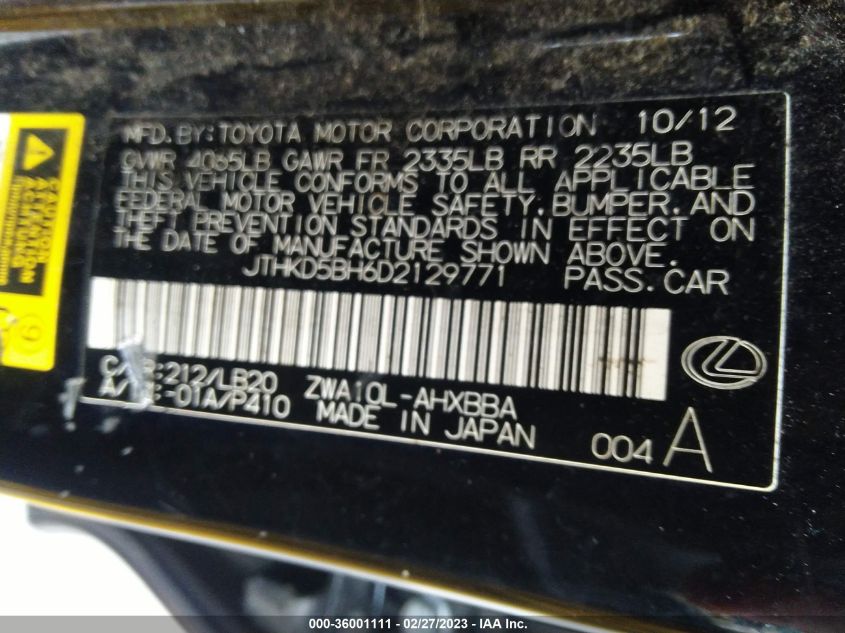 MFD.BY:TOYOTA MOTOR CORPORATION 10/12
GVWR 4065LB GAWR FR 2335LB RR 2235LB
THIS VEHICLE CONFORMS TO ALL APPLICABLE
FEDERAL MOTOR VEHICLE SAFETY,BUMPER,AND
THEFT PREVENTION STANDARDS IN EFFECT ON
THE DATE OF MANUFACTURE SHOWN ABOVE.
JTHKD5BH6D2129771 PASS.CAR
C/TR:212/LB20 ZWA10L-AHXBBA
-01A/P410 MADE IN JAPAN 004 A
CAUTION
ATTENTION
000-36001111 - 02/27/2023 - IAA Inc.